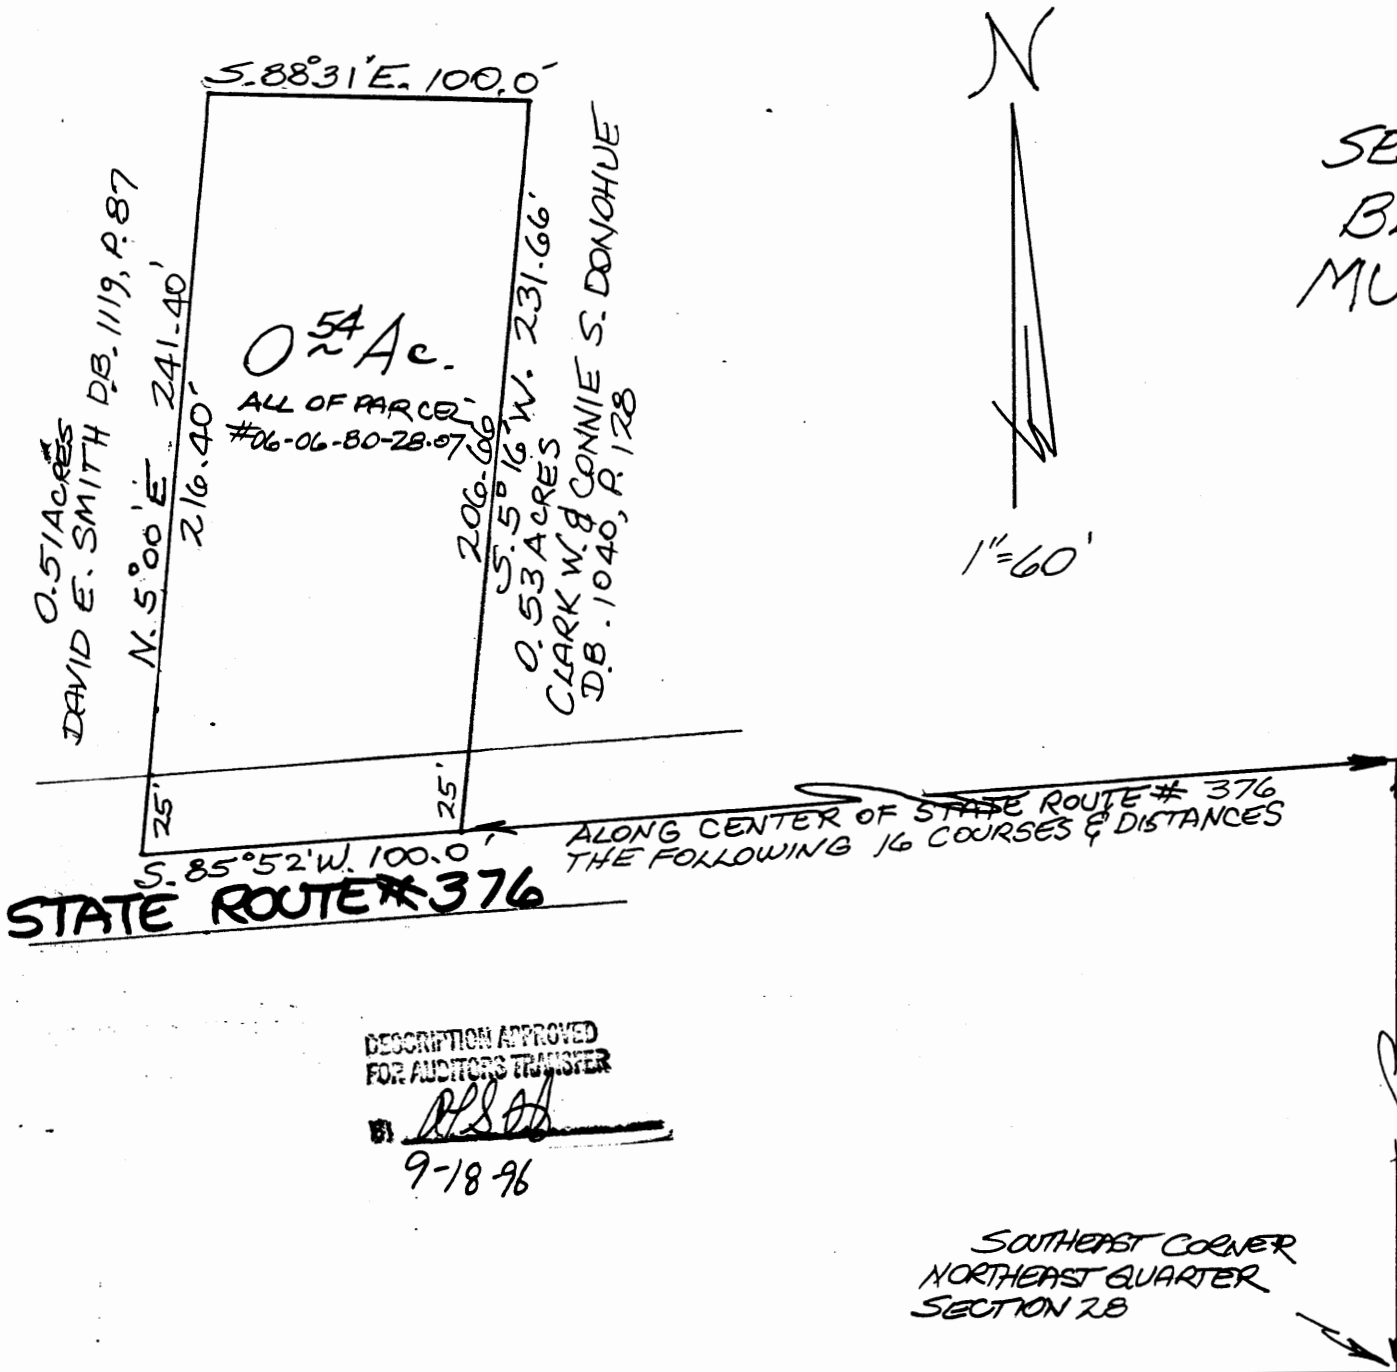 S. 88°31'E. 100.0'
N
SE
B
MU
0.51 ACRES
DAVID E. SMITH D.B. 1119, P. 87
N. 5°00'E 241.40'
216.40'
0.54 Ac.
ALL OF PARCEL
#06-06-80-28-07
206.66'
S. 5°16'W. 231.66'
0.53 ACRES
CLARK W. & CONNIE S. DONOHUE
D.B. 1040, P. 128
1"=60'
25'
25'
S. 85°52'W. 100.0'
STATE ROUTE # 376
ALONG CENTER OF STATE ROUTE # 376
THE FOLLOWING 16 COURSES & DISTANCES
DESCRIPTION APPROVED
FOR AUDITORS TRANSFER
BY
9-18-96
SOUTHEAST CORNER
NORTHEAST QUARTER
SECTION 28